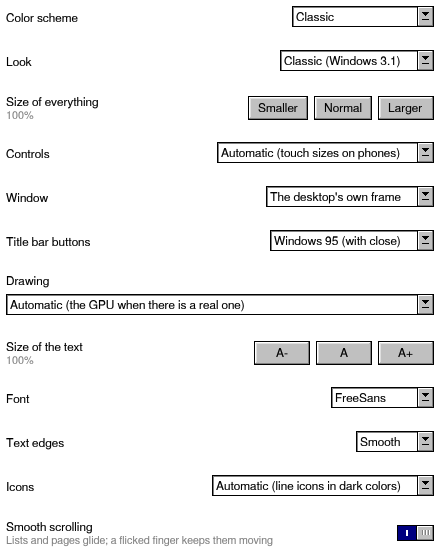 Color scheme
Classic
Look
Classic (Windows 3.1)
Size of everything
100%
Smaller Normal Larger
Controls
Automatic (touch sizes on phones)
Window
The desktop's own frame
Title bar buttons
Windows 95 (with close)
Drawing
Automatic (the GPU when there is a real one)
Size of the text
100%
A- A A+
Font
FreeSans
Text edges
Smooth
Icons
Automatic (line icons in dark colors)
Smooth scrolling
Lists and pages glide; a flicked finger keeps them moving